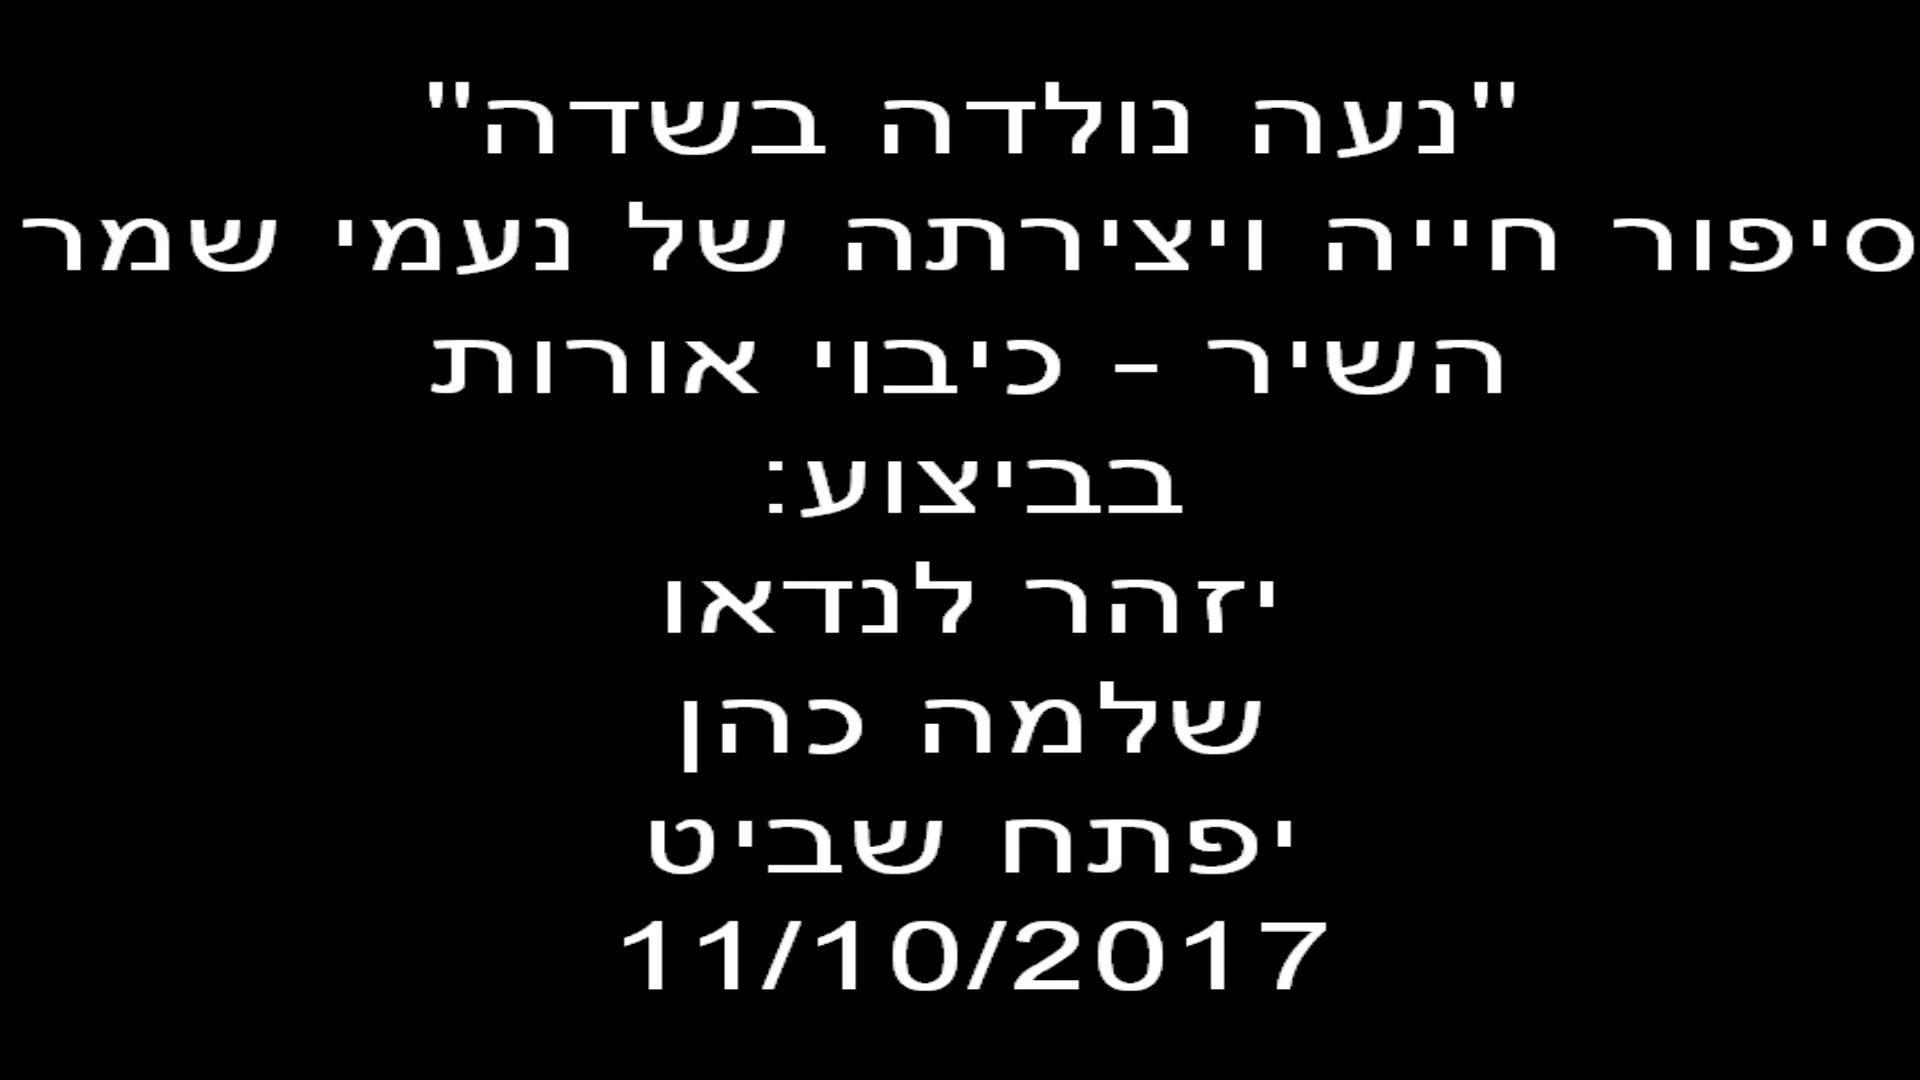 "נעה נולדה בשדה"
סיפור חייה ויצירתה של נעמי שמר
השיר - כיבוי אורות
בביצוע:
יזהר לנדאו
שלמה כהן
יפתח שביט
11/10/2017